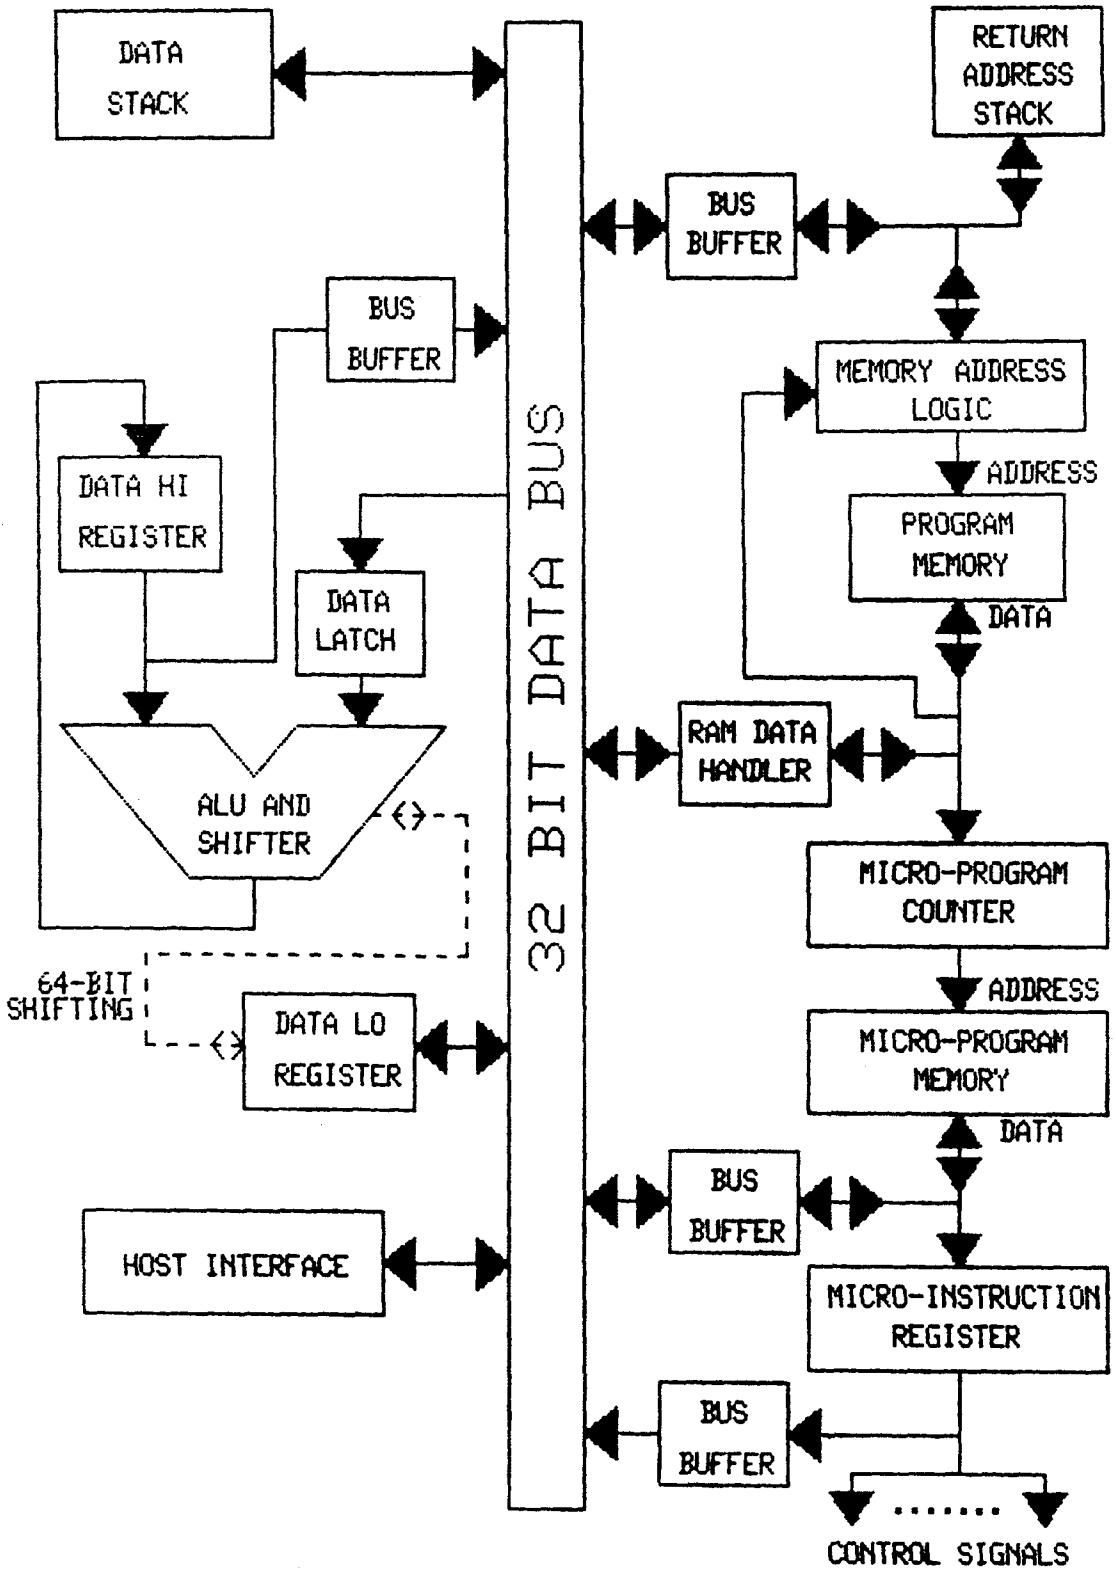 DATA
STACK
RETURN
ADDRESS
STACK
BUS
BUFFER
BUS
BUFFER
MEMORY ADDRESS
LOGIC
DATA HI
REGISTER
ADDRESS
PROGRAM
MEMORY
DATA
DATA
LATCH
32 BIT DATA BUS
RAM DATA
HANDLER
ALU AND
SHIFTER
MICRO-PROGRAM
COUNTER
64-BIT
SHIFTING
ADDRESS
DATA LO
REGISTER
MICRO-PROGRAM
MEMORY
DATA
BUS
BUFFER
HOST INTERFACE
MICRO-INSTRUCTION
REGISTER
BUS
BUFFER
CONTROL SIGNALS